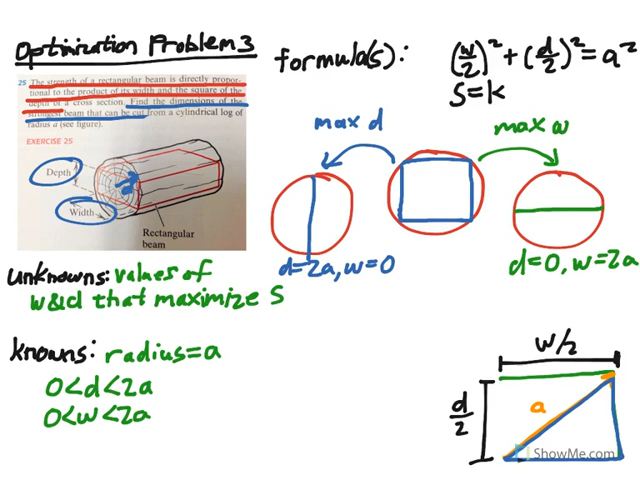 Optimization Problem 3
25 The strength of a rectangular beam is directly propor-
tional to the product of its width and the square of the
depth of a cross section. Find the dimensions of the
strongest beam that can be cut from a cylindrical log of
radius a (see figure).
EXERCISE 25
Depth
Width
Rectangular
beam
unknowns: values of
w&d that maximize S
knowns: radius=a
0<d<2a
0<w<2a
formula(s):
(w/2)²+(d/2)²=a²
S=k
max d
max w
d=2a, w=0
d=0, w=2a
w/2
d/2
a
ShowMe.com